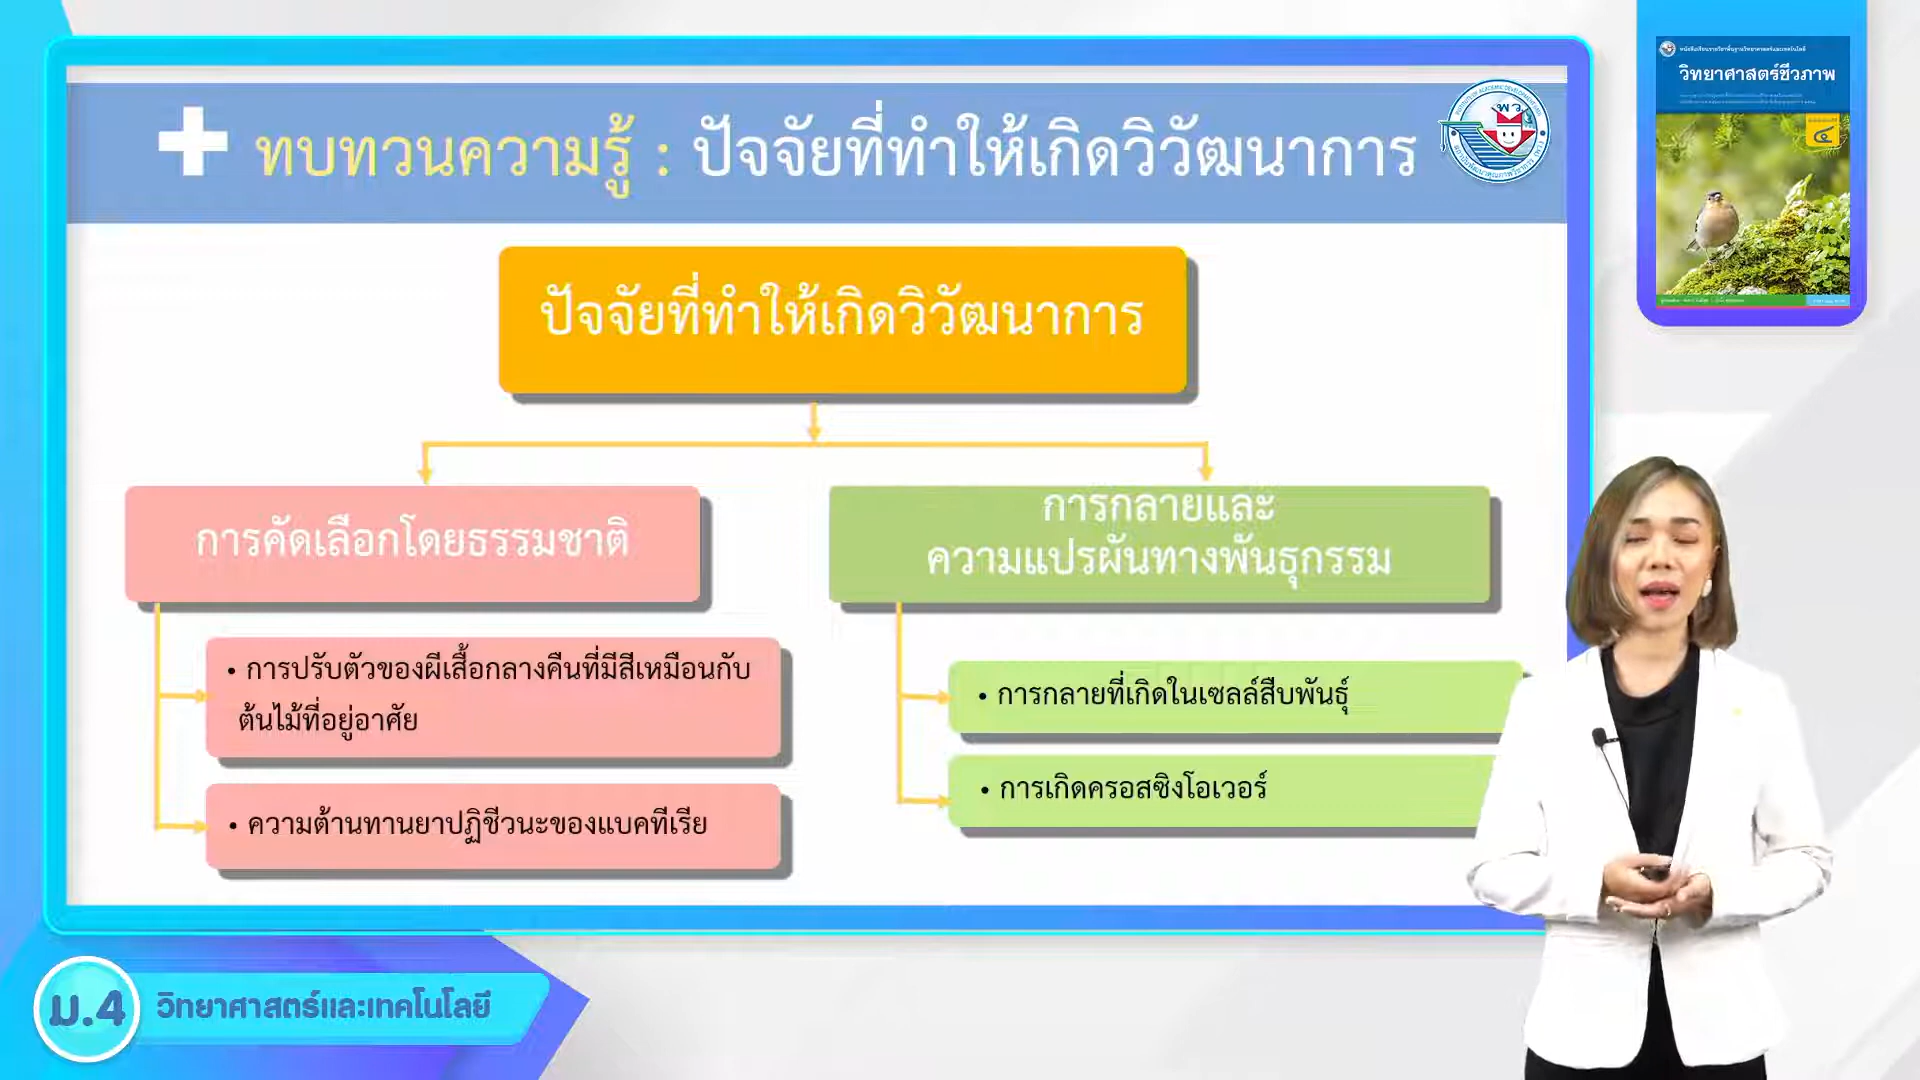 ทบทวนความรู้ : ปัจจัยที่ทำให้เกิดวิวัฒนาการ
วิทยาศาสตร์ชีวภาพ
ปัจจัยที่ทำให้เกิดวิวัฒนาการ
การคัดเลือกโดยธรรมชาติ
• การปรับตัวของผีเสื้อกลางคืนที่มีสีเหมือนกับ
ต้นไม้ที่อยู่อาศัย
• ความต้านทานยาปฏิชีวนะของแบคทีเรีย
การกลายและ
ความแปรผันทางพันธุกรรม
• การกลายที่เกิดในเซลล์สืบพันธุ์
• การเกิดครอสซิงโอเวอร์
ม.4 วิทยาศาสตร์และเทคโนโลยี